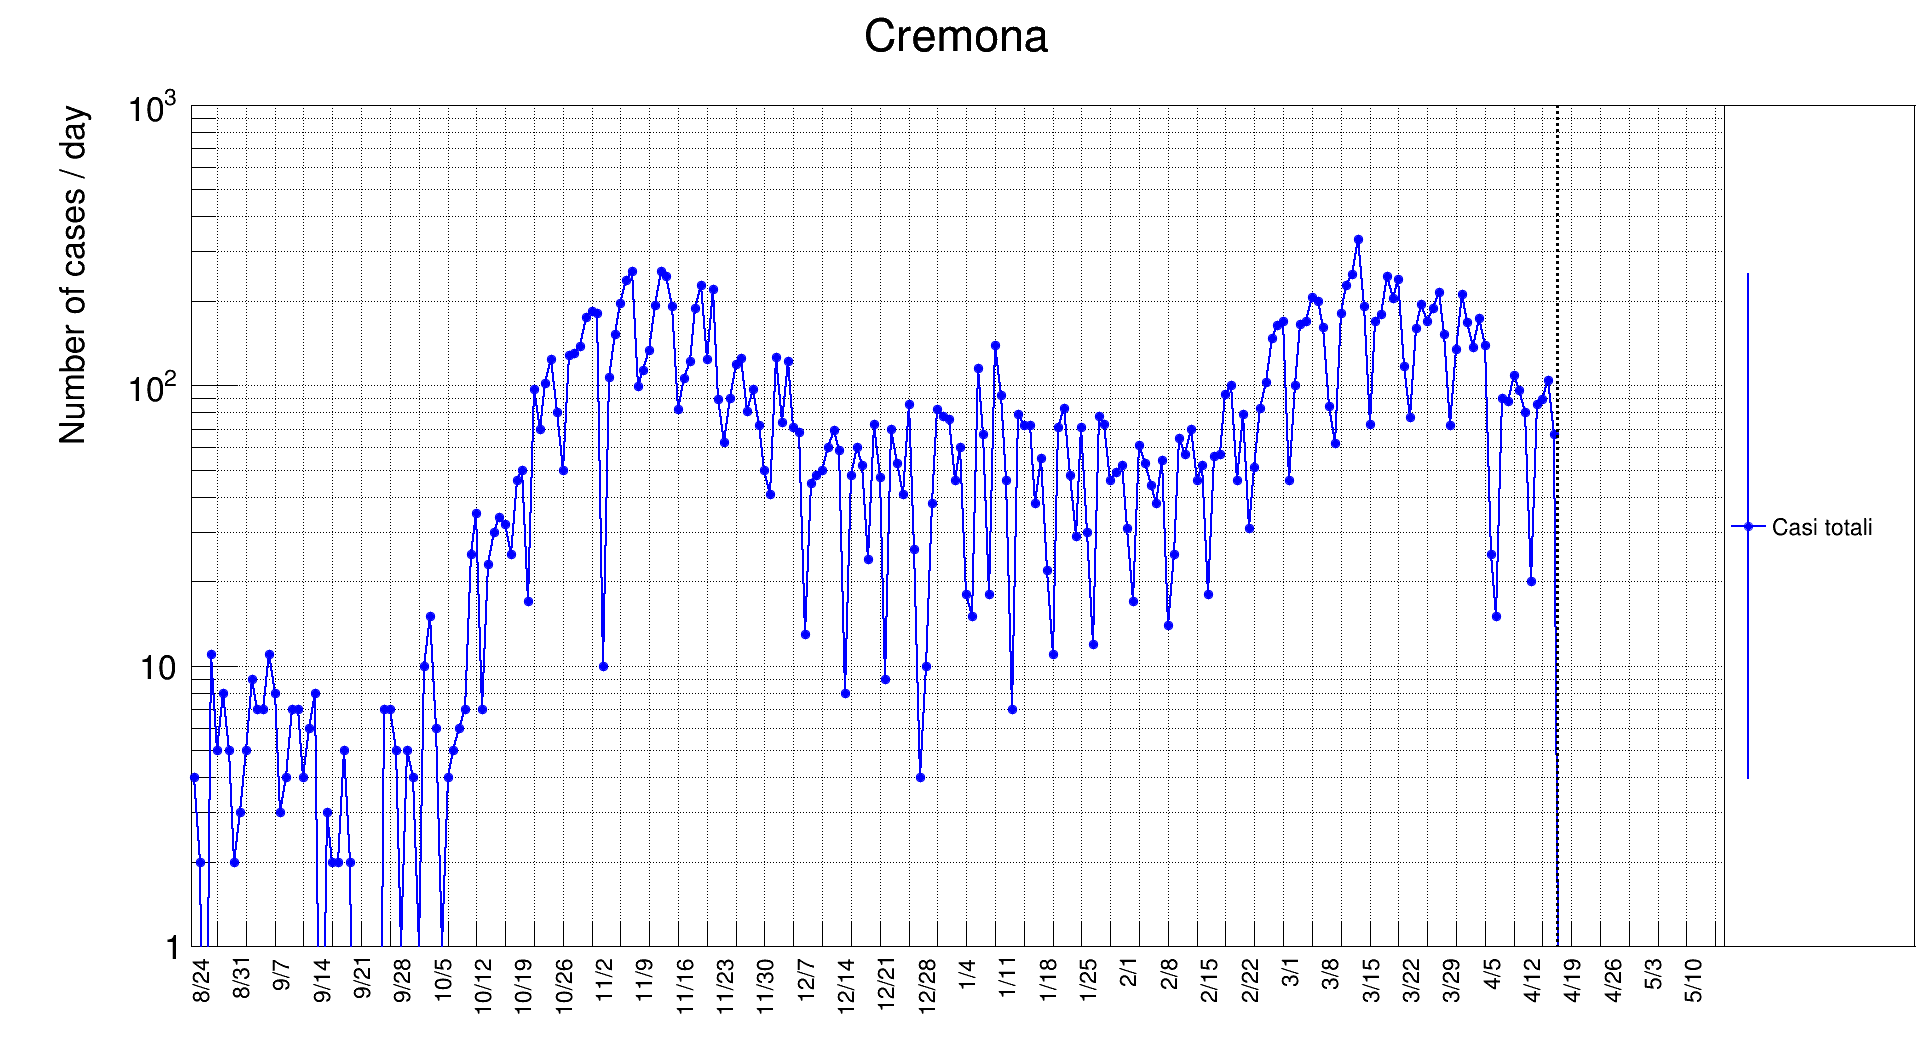 Cremona
Number of cases / day
10³
10²
10
1
8/24 8/31 9/7 9/14 9/21 9/28 10/5 10/12 10/19 10/26 11/2 11/9 11/16 11/23 11/30 12/7 12/14 12/21 12/28 1/4 1/11 1/18 1/25 2/1 2/8 2/15 2/22 3/1 3/8 3/15 3/22 3/29 4/5 4/12 4/19 4/26 5/3 5/10
Casi totali